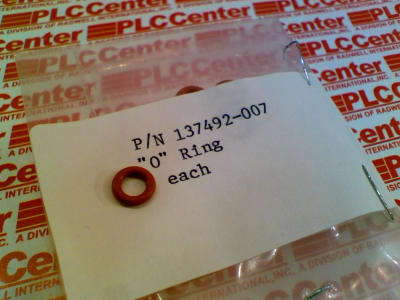 PLCCenter
A DIVISION OF RADWELL INTERNATIONAL, INC.
P/N 137492-007
"O" Ring
each